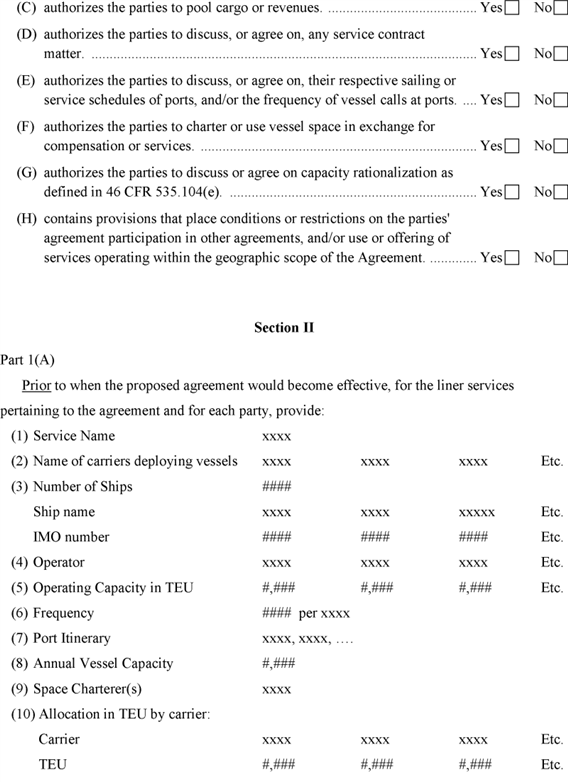 (C) authorizes the parties to pool cargo or revenues. ............................................ Yes☐ No☐
(D) authorizes the parties to discuss, or agree on, any service contract
matter. ............................................................................................................. Yes☐ No☐
(E) authorizes the parties to discuss, or agree on, their respective sailing or
service schedules of ports, and/or the frequency of vessel calls at ports. .... Yes☐ No☐
(F) authorizes the parties to charter or use vessel space in exchange for
compensation or services. ............................................................................... Yes☐ No☐
(G) authorizes the parties to discuss or agree on capacity rationalization as
defined in 46 CFR 535.104(e). ...................................................................... Yes☐ No☐
(H) contains provisions that place conditions or restrictions on the parties'
agreement participation in other agreements, and/or use or offering of
services operating within the geographic scope of the Agreement. ............. Yes☐ No☐
Section II
Part 1(A)
Prior to when the proposed agreement would become effective, for the liner services
pertaining to the agreement and for each party, provide:
(1) Service Name xxxx
(2) Name of carriers deploying vessels xxxx xxxx xxxx Etc.
(3) Number of Ships ####
Ship name xxxx xxxx xxxxx Etc.
IMO number #### #### #### Etc.
(4) Operator xxxx xxxx xxxx Etc.
(5) Operating Capacity in TEU #,### #,### #,### Etc.
(6) Frequency #### per xxxx
(7) Port Itinerary xxxx, xxxx, ….
(8) Annual Vessel Capacity #,###
(9) Space Charterer(s) xxxx
(10) Allocation in TEU by carrier:
Carrier xxxx xxxx xxxx Etc.
TEU #,### #,### #,### Etc.